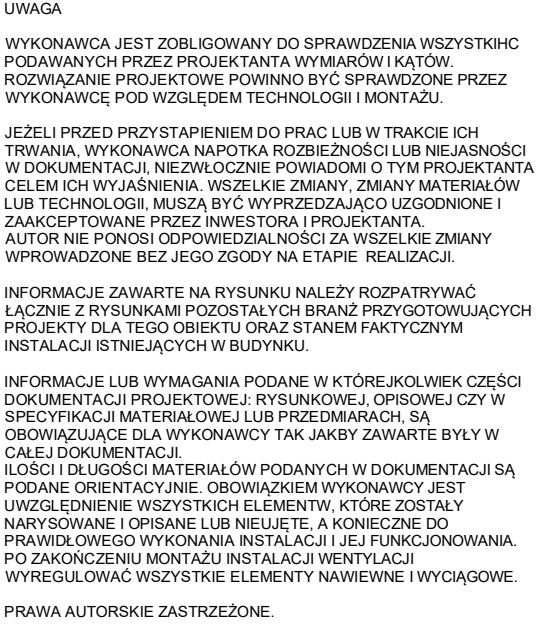 UWAGA
WYKONAWCA JEST ZOBLIGOWANY DO SPRAWDZENIA WSZYSTKIHC
PODAWANYCH PRZEZ PROJEKTANTA WYMIARÓW I KĄTÓW.
ROZWIĄZANIE PROJEKTOWE POWINNO BYĆ SPRAWDZONE PRZEZ
WYKONAWCĘ POD WZGLĘDEM TECHNOLOGII I MONTAŻU.
JEŻELI PRZED PRZYSTAPIENIEM DO PRAC LUB W TRAKCIE ICH
TRWANIA, WYKONAWCA NAPOTKA ROZBIEŻNOŚCI LUB NIEJASNOŚCI
W DOKUMENTACJI, NIEZWŁOCZNIE POWIADOMI O TYM PROJEKTANTA
CELEM ICH WYJAŚNIENIA. WSZELKIE ZMIANY, ZMIANY MATERIAŁÓW
LUB TECHNOLOGII, MUSZĄ BYĆ WYPRZEDZAJĄCO UZGODNIONE I
ZAAKCEPTOWANE PRZEZ INWESTORA I PROJEKTANTA.
AUTOR NIE PONOSI ODPOWIEDZIALNOŚCI ZA WSZELKIE ZMIANY
WPROWADZONE BEZ JEGO ZGODY NA ETAPIE REALIZACJI.
INFORMACJE ZAWARTE NA RYSUNKU NALEŻY ROZPATRYWAĆ
ŁĄCZNIE Z RYSUNKAMI POZOSTAŁYCH BRANŻ PRZYGOTOWUJĄCYCH
PROJEKTY DLA TEGO OBIEKTU ORAZ STANEM FAKTYCZNYM
INSTALACJI ISTNIEJĄCYCH W BUDYNKU.
INFORMACJE LUB WYMAGANIA PODANE W KTÓREJKOLWIEK CZĘŚCI
DOKUMENTACJI PROJEKTOWEJ: RYSUNKOWEJ, OPISOWEJ CZY W
SPECYFIKACJI MATERIAŁOWEJ LUB PRZEDMIARACH, SĄ
OBOWIĄZUJĄCE DLA WYKONAWCY TAK JAKBY ZAWARTE BYŁY W
CAŁEJ DOKUMENTACJI.
ILOŚCI I DŁUGOŚCI MATERIAŁÓW PODANYCH W DOKUMENTACJI SĄ
PODANE ORIENTACYJNIE. OBOWIĄZKIEM WYKONAWCY JEST
UWZGLĘDNIENIE WSZYSTKICH ELEMENTW, KTÓRE ZOSTAŁY
NARYSOWANE I OPISANE LUB NIEUJĘTE, A KONIECZNE DO
PRAWIDŁOWEGO WYKONANIA INSTALACJI I JEJ FUNKCJONOWANIA.
PO ZAKOŃCZENIU MONTAŻU INSTALACJI WENTYLACJI
WYREGULOWAĆ WSZYSTKIE ELEMENTY NAWIEWNE I WYCIĄGOWE.
PRAWA AUTORSKIE ZASTRZEŻONE.